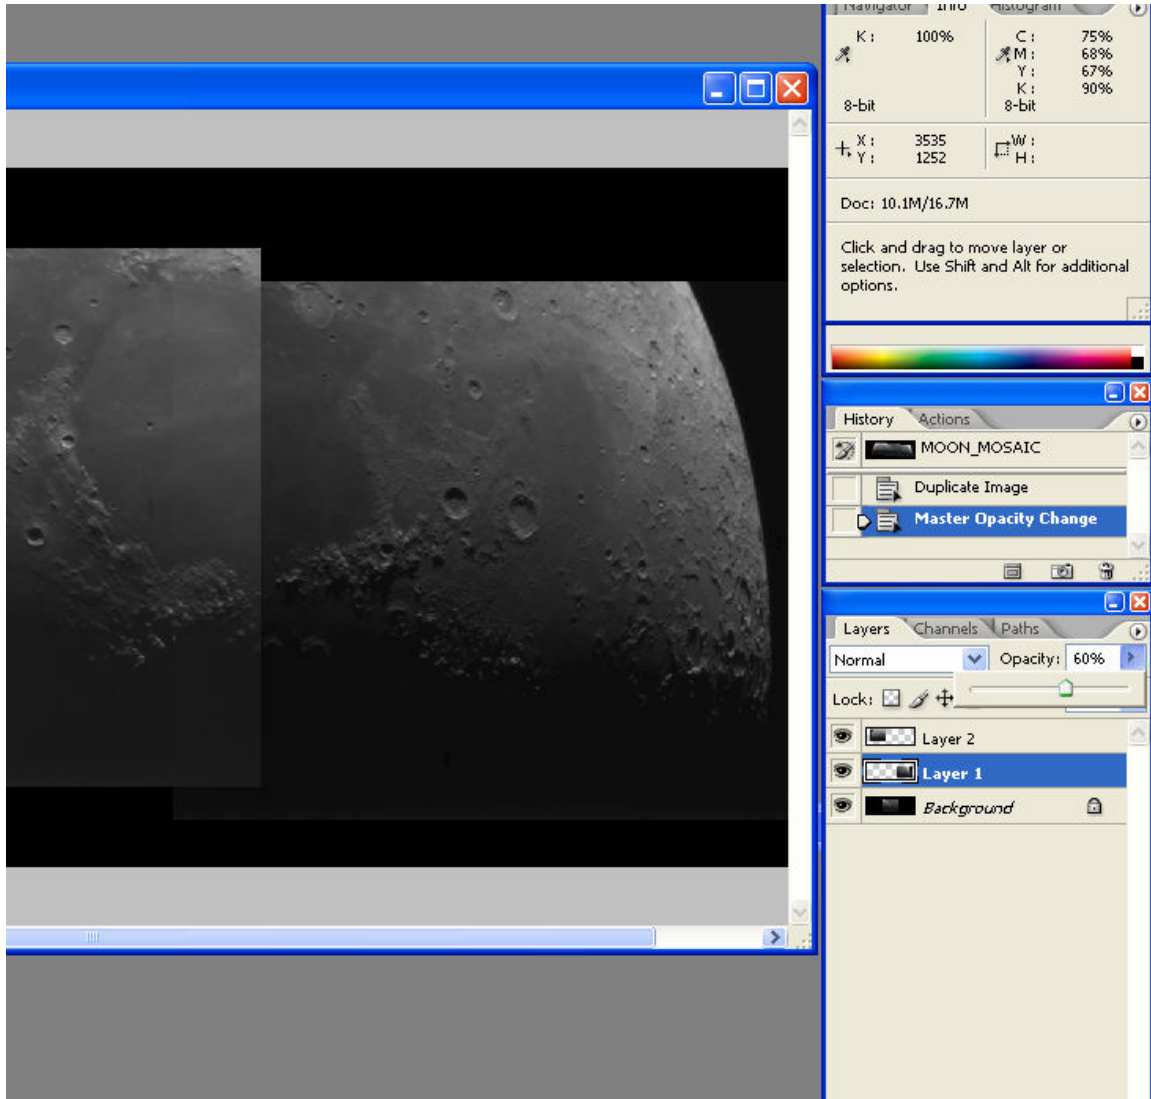 Navigator Info Histogram
K: 100% C: 75%
M: 68%
Y: 67%
K: 90%
8-bit 8-bit
X: 3535 W:
Y: 1252 H:
Doc: 10.1M/16.7M
Click and drag to move layer or
selection. Use Shift and Alt for additional
options.
History Actions
MOON_MOSAIC
Duplicate Image
Master Opacity Change
Layers Channels Paths
Normal Opacity: 60%
Lock:
Layer 2
Layer 1
Background